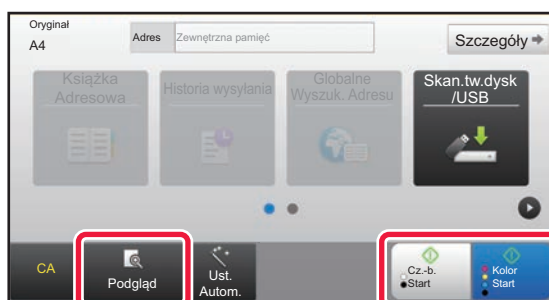 Oryginał
A4
Adres
Zewnętrzna pamięć
Szczegóły
Książka
Adresowa
Historia wysyłania
Globalne
Wyszuk. Adresu
Skan.tw.dysk
/USB
CA
Podgląd
Ust.
Autom.
Cz.-b.
Start
Kolor
Start